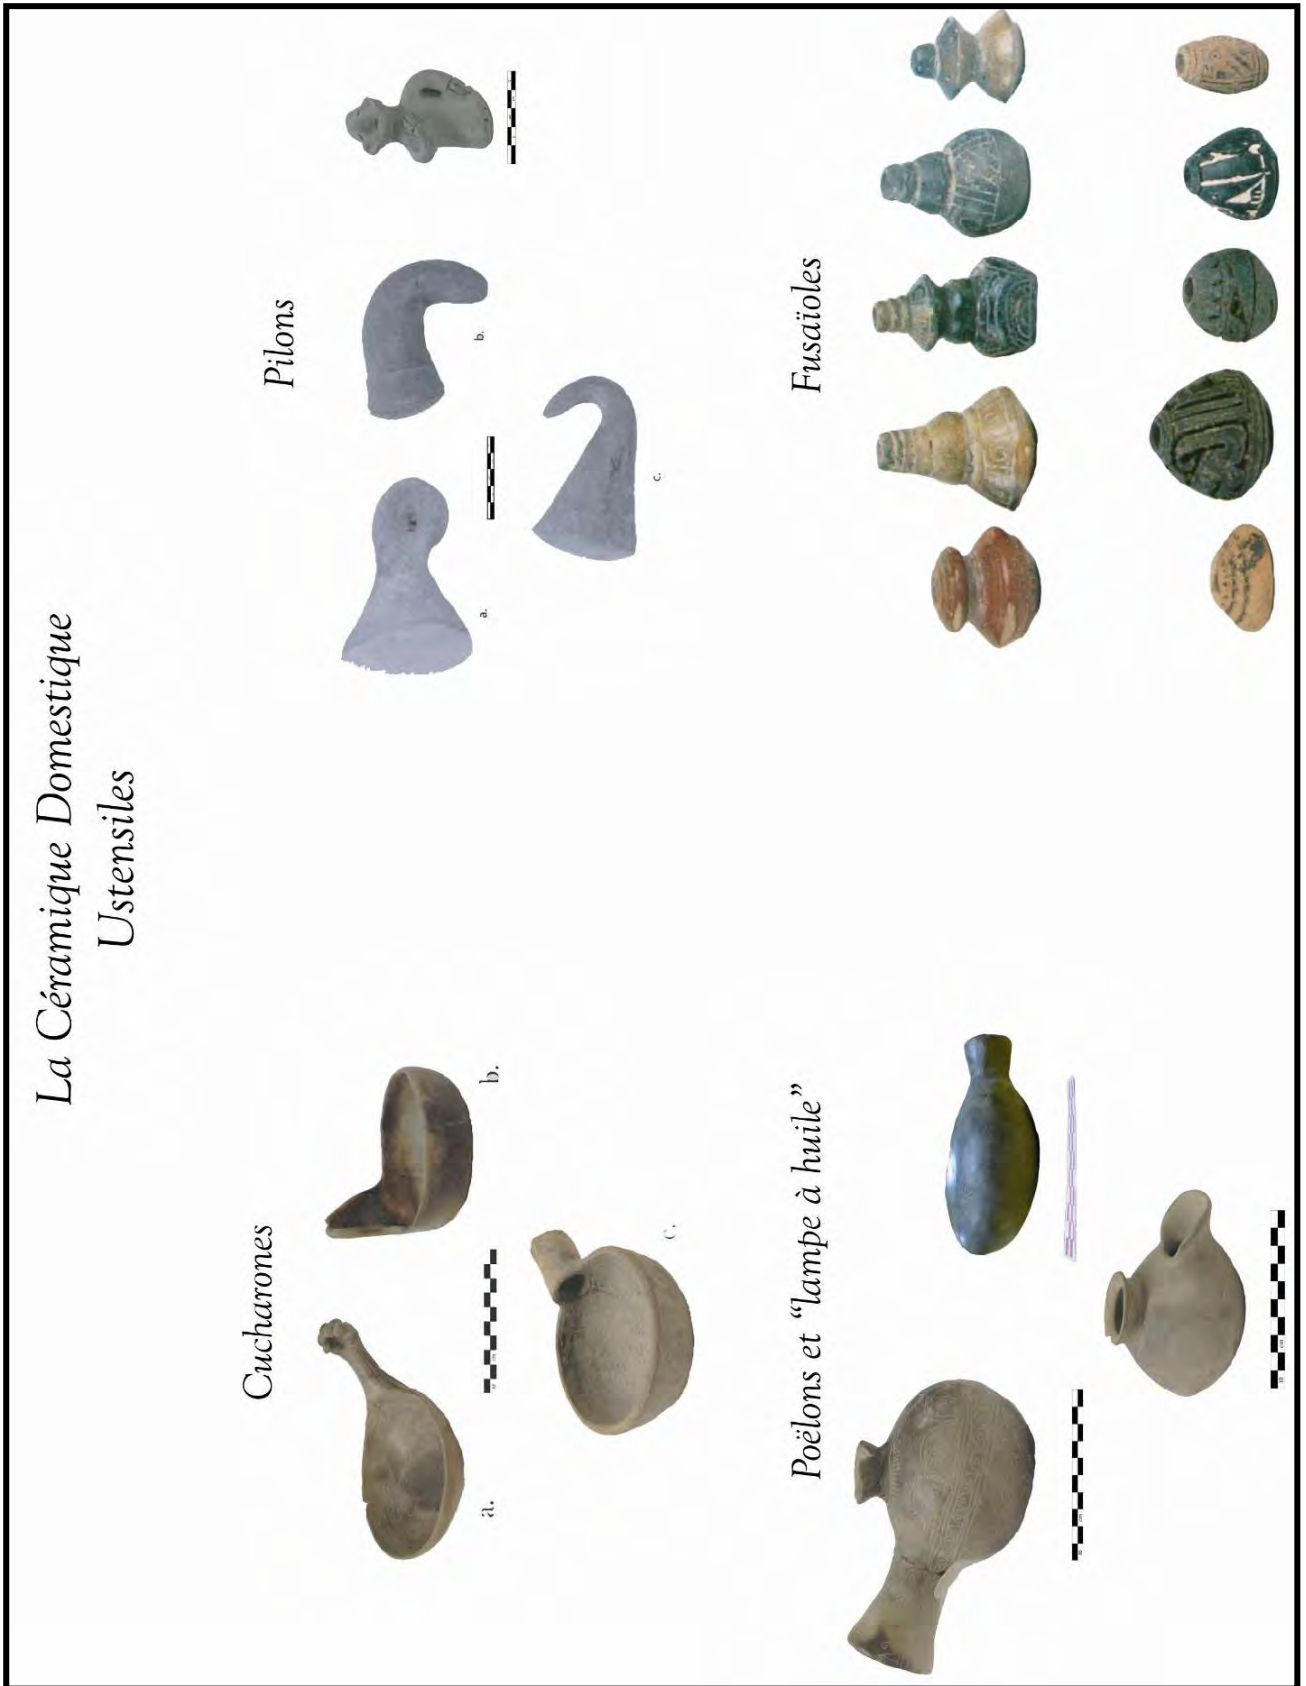 La Céramique Domestique
Ustensiles
Cucharones
a.
b.
c.
Pilons
a.
b.
c.
Poëlons et “lampe à huile”
Fusaïoles